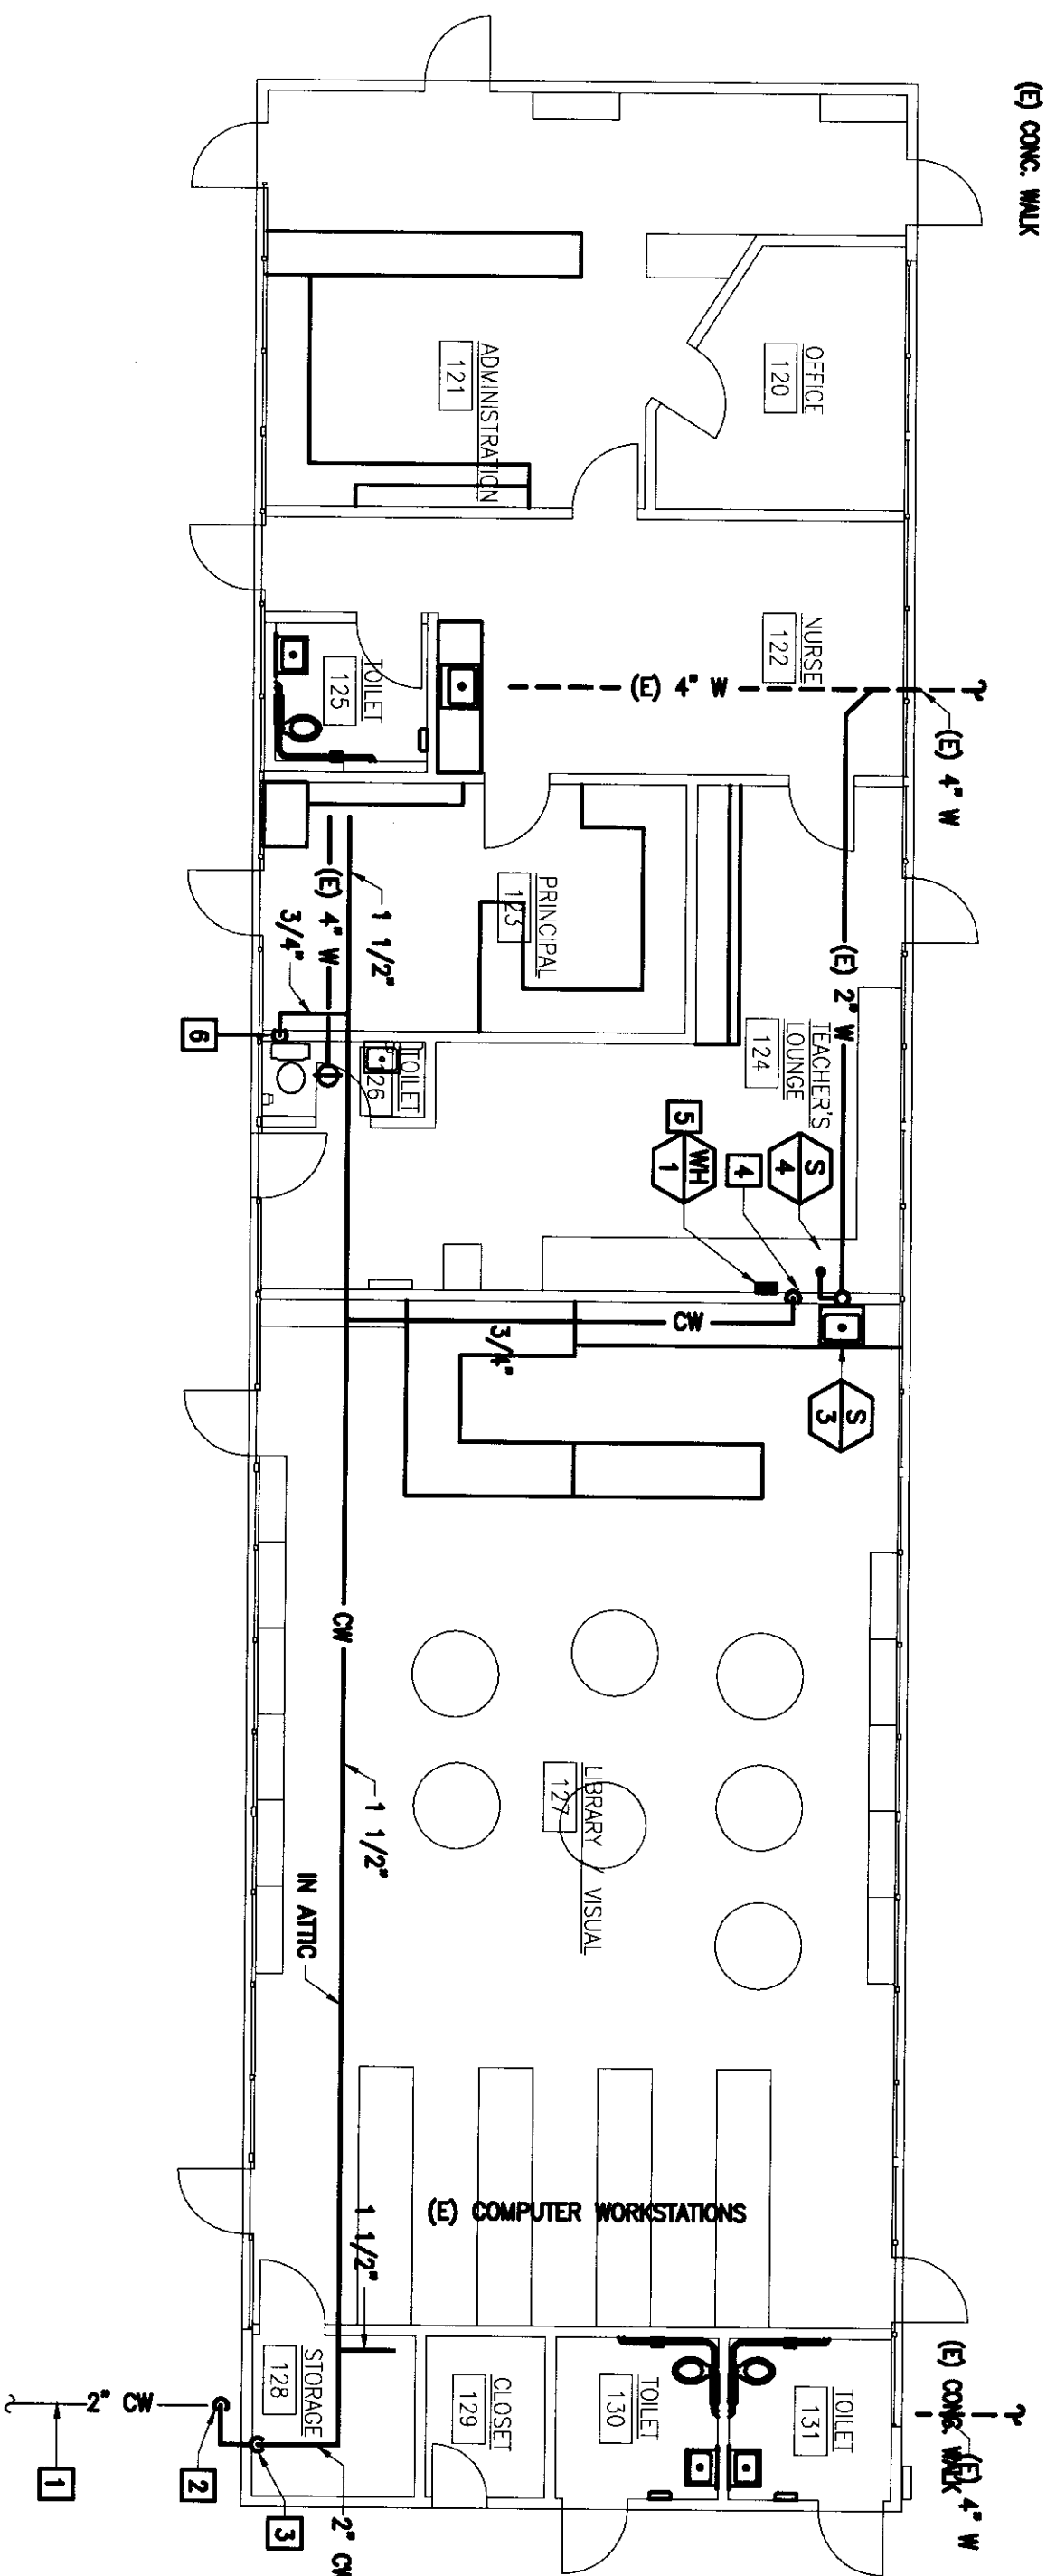 (E) CONC. WALK
OFFICE
120
ADMINISTRATION
121
NURSE
122
(E) 4" W
(E) 4" W
TOILET
125
(E) 2" W
PRINCIPAL
123
1 1/2"
(E) 4" W
3/4"
6
TEACHER'S
LOUNGE
124
TOILET
126
S
4
4
5
WH
1
CW
3/4"
S
3
CW
1 1/2"
IN ATTIC
LIBRARY / VISUAL
127
(E) COMPUTER WORKSTATIONS
1 1/2"
STORAGE
128
CLOSET
129
TOILET
130
TOILET
131
(E) CONC. WALK
(E) 4" W
2" CW
1
2
3
2" CW